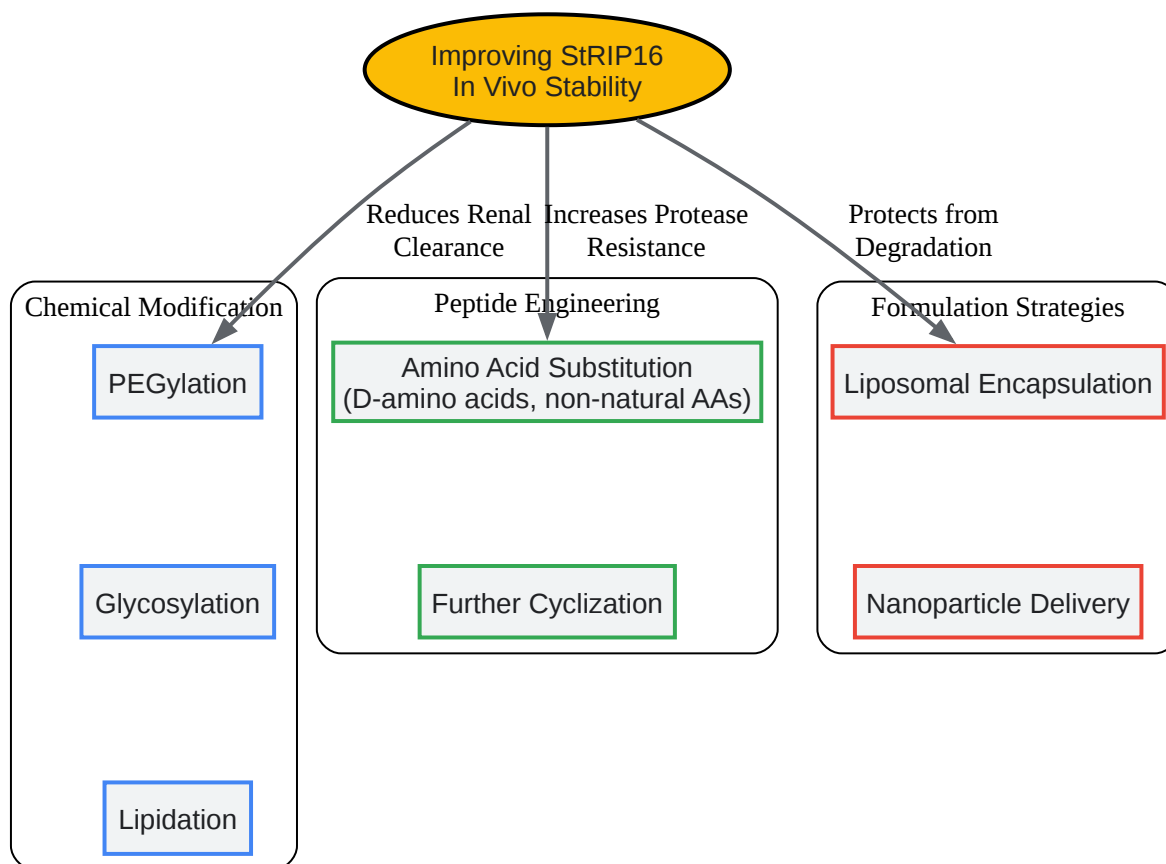 Improving StRIP16
In Vivo Stability
Reduces Renal
Clearance
Increases Protease
Resistance
Protects from
Degradation
Chemical Modification
Peptide Engineering
Formulation Strategies
PEGylation
Amino Acid Substitution
(D-amino acids, non-natural AAs)
Liposomal Encapsulation
Glycosylation
Further Cyclization
Nanoparticle Delivery
Lipidation